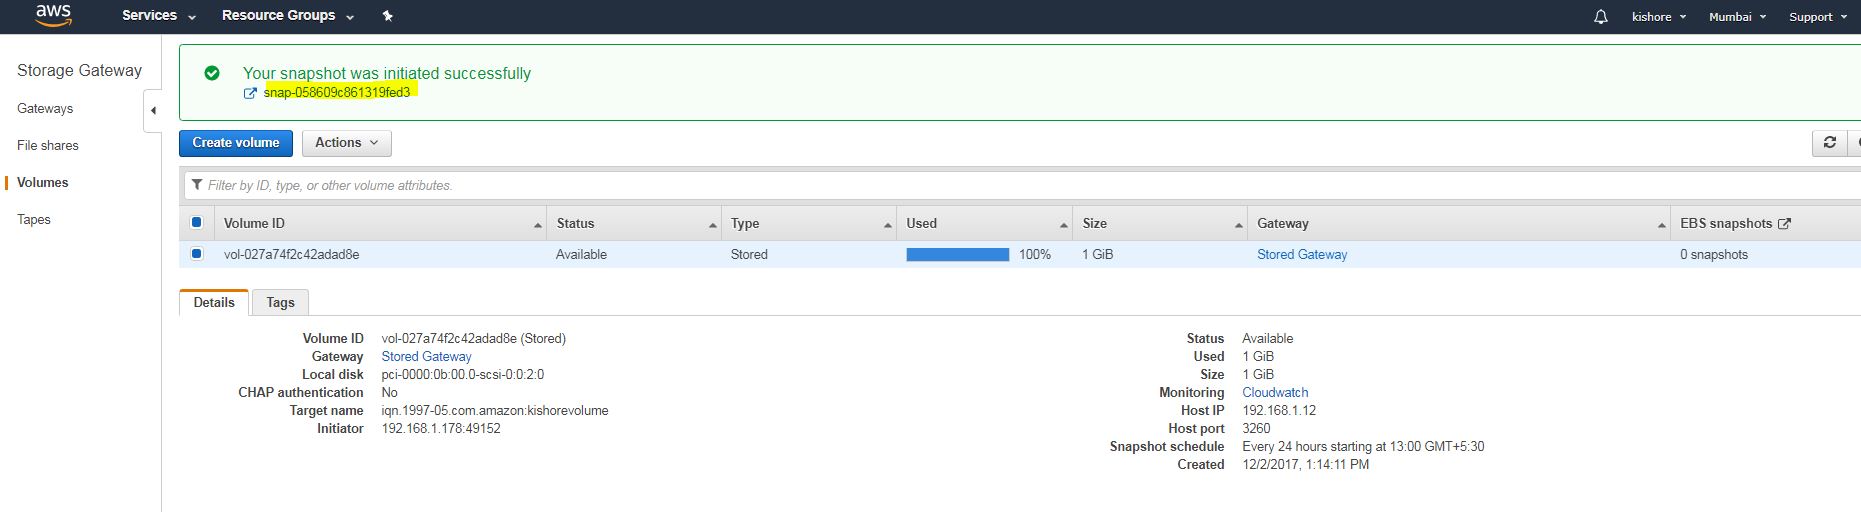 aws Services Resource Groups kishore Mumbai Support
Storage Gateway
Gateways
File shares
Volumes
Tapes
Your snapshot was initiated successfully
snap-058609c861319fed3
Create volume Actions
Filter by ID, type, or other volume attributes.
Volume ID Status Type Used Size Gateway EBS snapshots
vol-027a74f2c42adad8e Available Stored 100% 1 GiB Stored Gateway 0 snapshots
Details Tags
Volume ID vol-027a74f2c42adad8e (Stored)
Gateway Stored Gateway
Local disk pci-0000:0b:00.0-scsi-0:0:2:0
CHAP authentication No
Target name iqn.1997-05.com.amazon:kishorevolume
Initiator 192.168.1.178:49152
Status Available
Used 1 GiB
Size 1 GiB
Monitoring Cloudwatch
Host IP 192.168.1.12
Host port 3260
Snapshot schedule Every 24 hours starting at 13:00 GMT+5:30
Created 12/2/2017, 1:14:11 PM